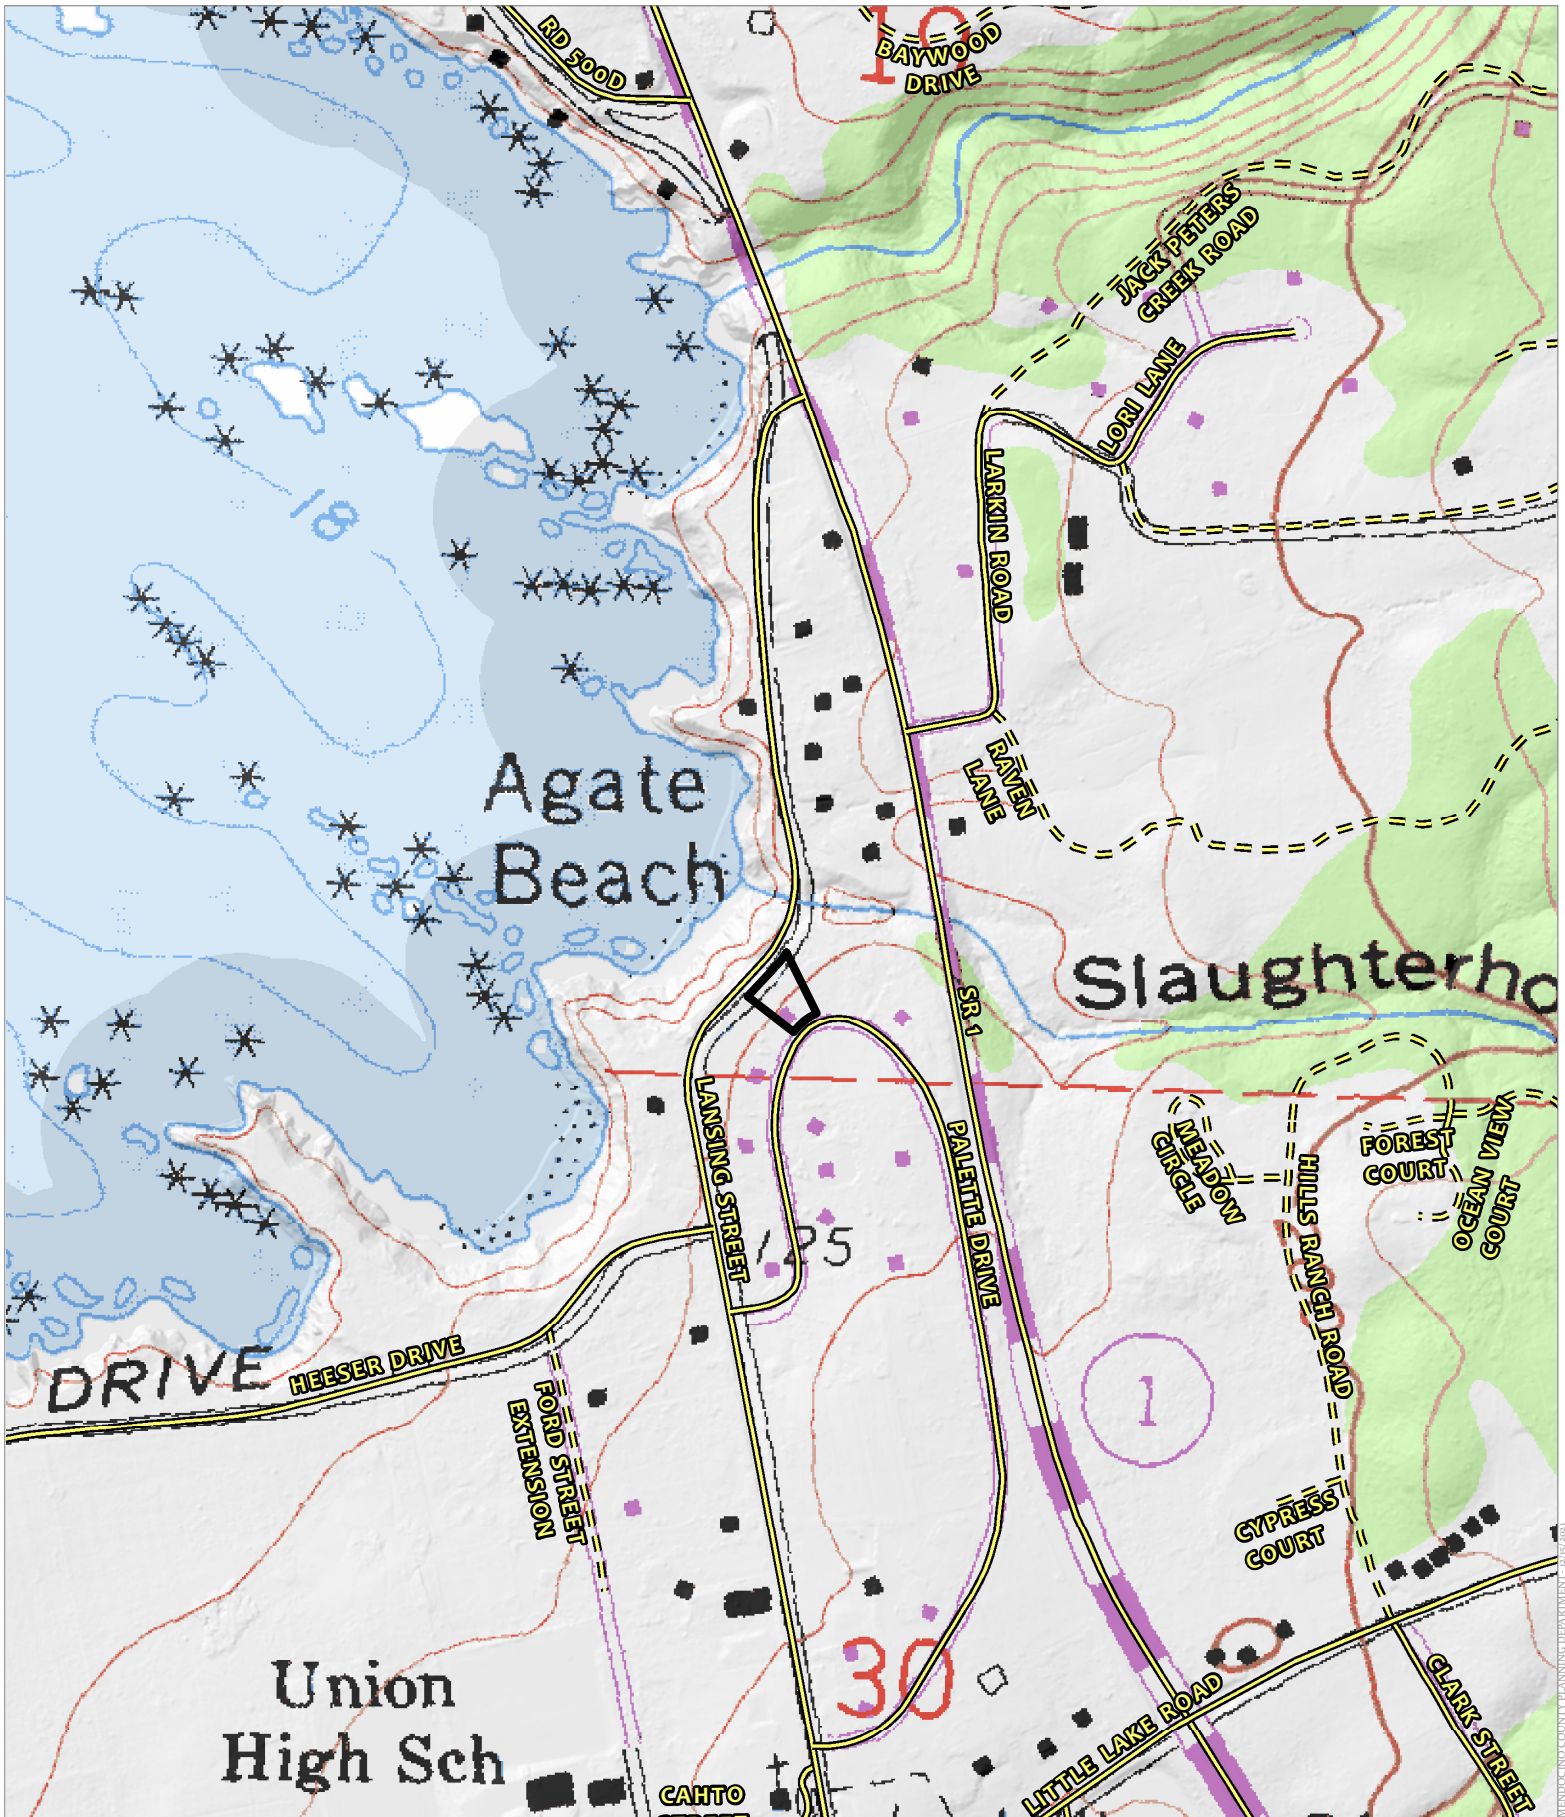 RD 500D
19
BAYWOOD
DRIVE
JACK PETERS
CREEK ROAD
LORI LANE
18
LARKIN ROAD
RAVEN
LANE
Agate
Beach
Slaughterho
SR 1
LANSING STREET
PALETTE DRIVE
MEADOW
CIRCLE
HILLS RANCH ROAD
FOREST
COURT
OCEAN VIEW
COURT
125
DRIVE
HEESER DRIVE
FORD STREET
EXTENSION
1
CYPRESS
COURT
30
Union
High Sch
LITTLE LAKE ROAD
CLARK STREET
CAHTO